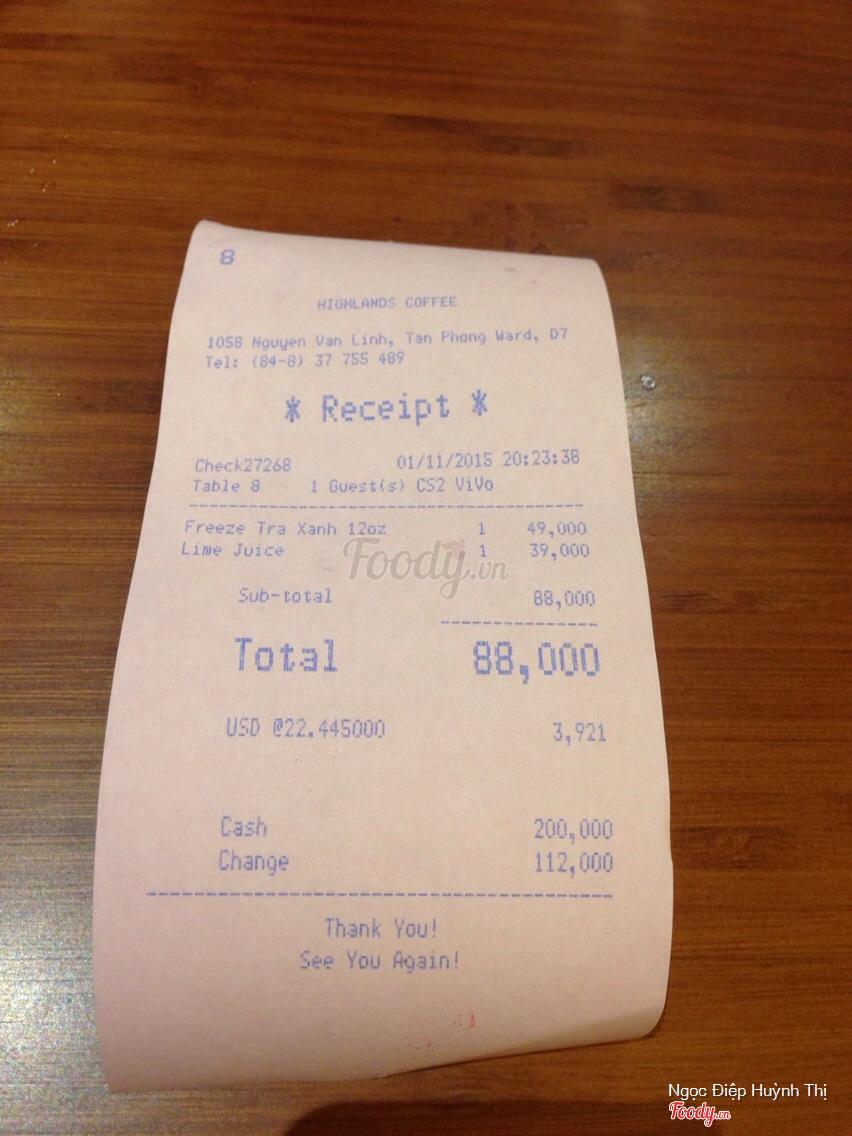 8
HIGHLANDS COFFEE
1058 Nguyen Van Linh, Tan Phong Ward, D7
Tel: (84-8) 37 755 489
* Receipt *
Check27268 01/11/2015 20:23:38
Table 8 1 Guest(s) CS2 ViVo
Freeze Tra Xanh 12oz 1 49,000
Lime Juice 1 39,000
Foody.vn
Sub-total 88,000
Total 88,000
USD @22.445000 3,921
Cash 200,000
Change 112,000
Thank You!
See You Again!
Ngọc Điệp Huỳnh Thị
Foody.vn